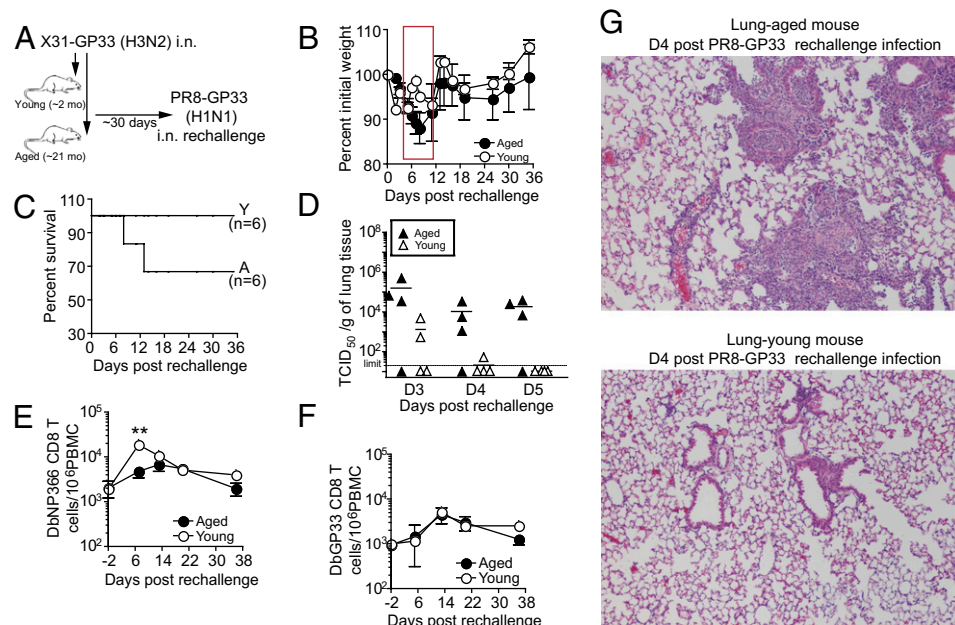 A
X31-GP33 (H3N2) i.n.
Young (~2 mo)
Aged (~21 mo)
~30 days
PR8-GP33
(H1N1)
i.n. rechallenge
B
Percent initial weight
110
100
90
80
Aged
Young
0 6 12 18 24 30 36
Days post rechallenge
C
Percent survival
110
90
70
50
30
Y
(n=6)
A
(n=6)
0 6 12 18 24 30 36
Days post rechallenge
D
TCID50 /g of lung tissue
Aged
Young
10^8
10^6
10^4
10^2
limit
D3 D4 D5
Days post rechallenge
E
DbNP366 CD8 T
cells/10^6PBMC
10^5
10^4
10^3
10^2
**
Aged
Young
-2 6 14 22 30 38
Days post rechallenge
F
DbGP33 CD8 T
cells/10^6PBMC
10^5
10^4
10^3
10^2
Aged
Young
-2 6 14 22 30 38
Days post rechallenge
G
Lung-aged mouse
D4 post PR8-GP33 rechallenge infection
Lung-young mouse
D4 post PR8-GP33 rechallenge infection